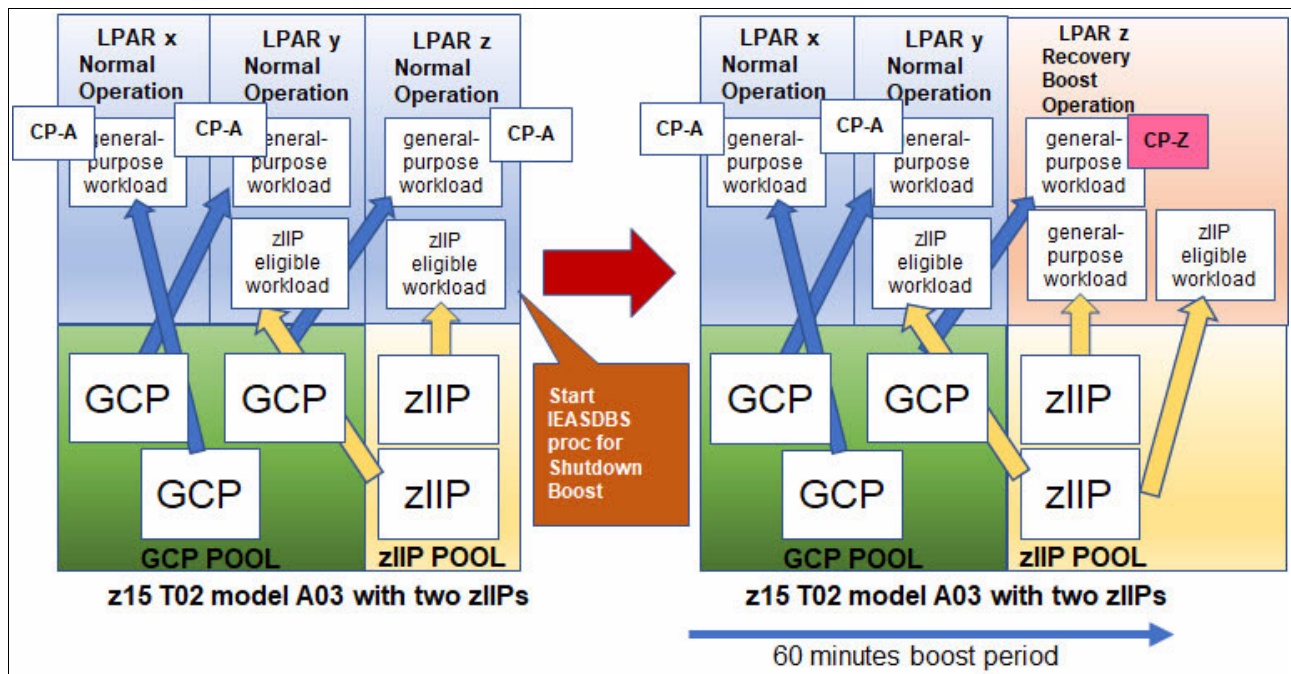 LPAR x
Normal
Operation
CP-A
general-
purpose
workload
LPAR y
Normal
Operation
CP-A
general-
purpose
workload
zIIP
eligible
workload
LPAR z
Normal
Operation
CP-A
general-
purpose
workload
zIIP
eligible
workload
GCP
GCP
GCP
GCP POOL
zIIP
zIIP
zIIP POOL
z15 T02 model A03 with two zIIPs
Start
IEASDBS
proc for
Shutdown
Boost
LPAR x
Normal
Operation
CP-A
general-
purpose
workload
LPAR y
Normal
Operation
CP-A
general-
purpose
workload
zIIP
eligible
workload
LPAR z
Recovery
Boost
Operation
CP-Z
general-
purpose
workload
general-
purpose
workload
zIIP
eligible
workload
GCP
GCP
GCP
GCP POOL
zIIP
zIIP
zIIP POOL
z15 T02 model A03 with two zIIPs
60 minutes boost period